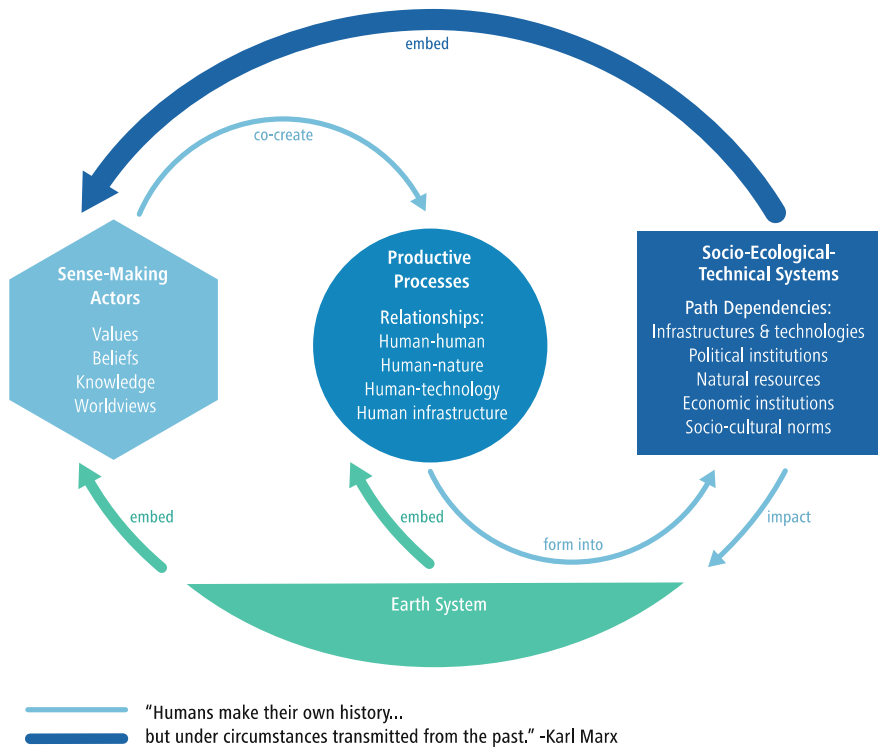 embed
co-create
Sense-Making
Actors
Values
Beliefs
Knowledge
Worldviews
Productive
Processes
Relationships:
Human-human
Human-nature
Human-technology
Human infrastructure
Socio-Ecological-
Technical Systems
Path Dependencies:
Infrastructures & technologies
Political institutions
Natural resources
Economic institutions
Socio-cultural norms
embed
embed
form into
impact
Earth System
“Humans make their own history...
but under circumstances transmitted from the past.” -Karl Marx